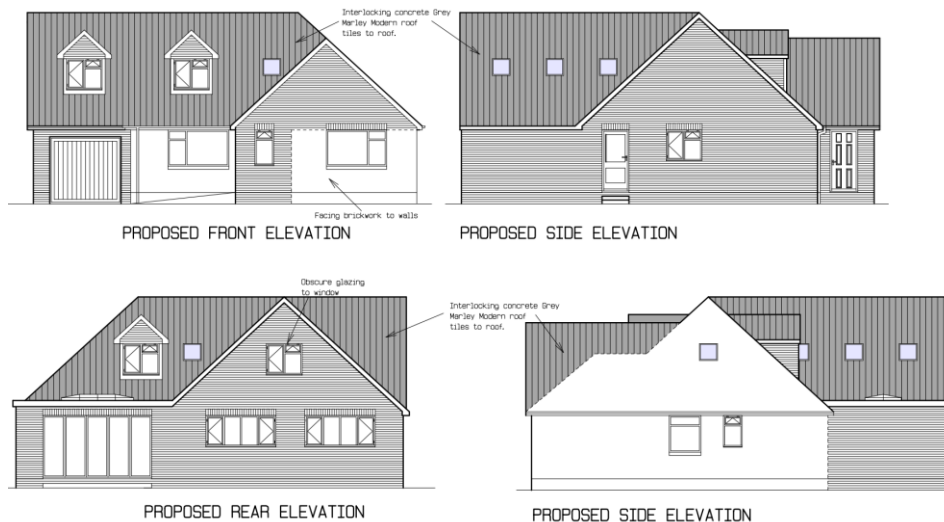 Interlocking concrete Grey
Marley Modern roof
tiles to roof.
Facing brickwork to walls
PROPOSED FRONT ELEVATION
PROPOSED SIDE ELEVATION
Obscure glazing
to window
Interlocking concrete Grey
Marley Modern roof
tiles to roof.
PROPOSED REAR ELEVATION
PROPOSED SIDE ELEVATION